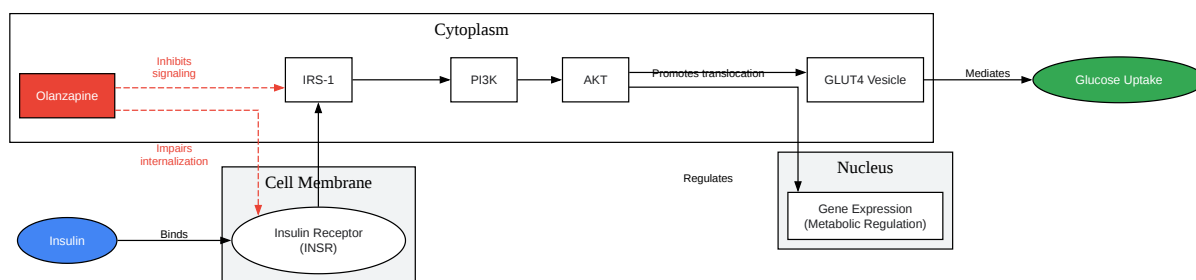 Cytoplasm
Inhibits
signaling
Olanzapine
IRS-1
PI3K
AKT
Promotes translocation
GLUT4 Vesicle
Mediates
Glucose Uptake
Impairs
internalization
Cell Membrane
Regulates
Nucleus
Insulin
Binds
Insulin Receptor
(INSR)
Gene Expression
(Metabolic Regulation)